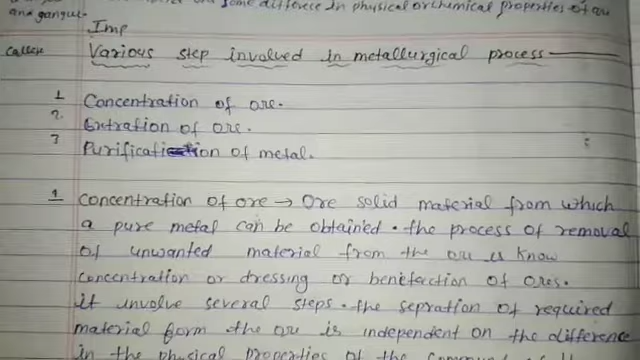 some difference in physical or chemical properties of ore
and gangue.
Imp
Various step involved in metallurgical process
1 Concentration of ore.
2. Extration of ore.
3 Purification of metal.
1 Concentration of ore → Ore solid material from which
a pure metal can be obtained. the process of removal
of unwanted material from the ore is know
concentration or dressing or benefaction of ores.
it involve several steps. the sepration of required
material form the ore is independent on the difference
in the physical properties of the